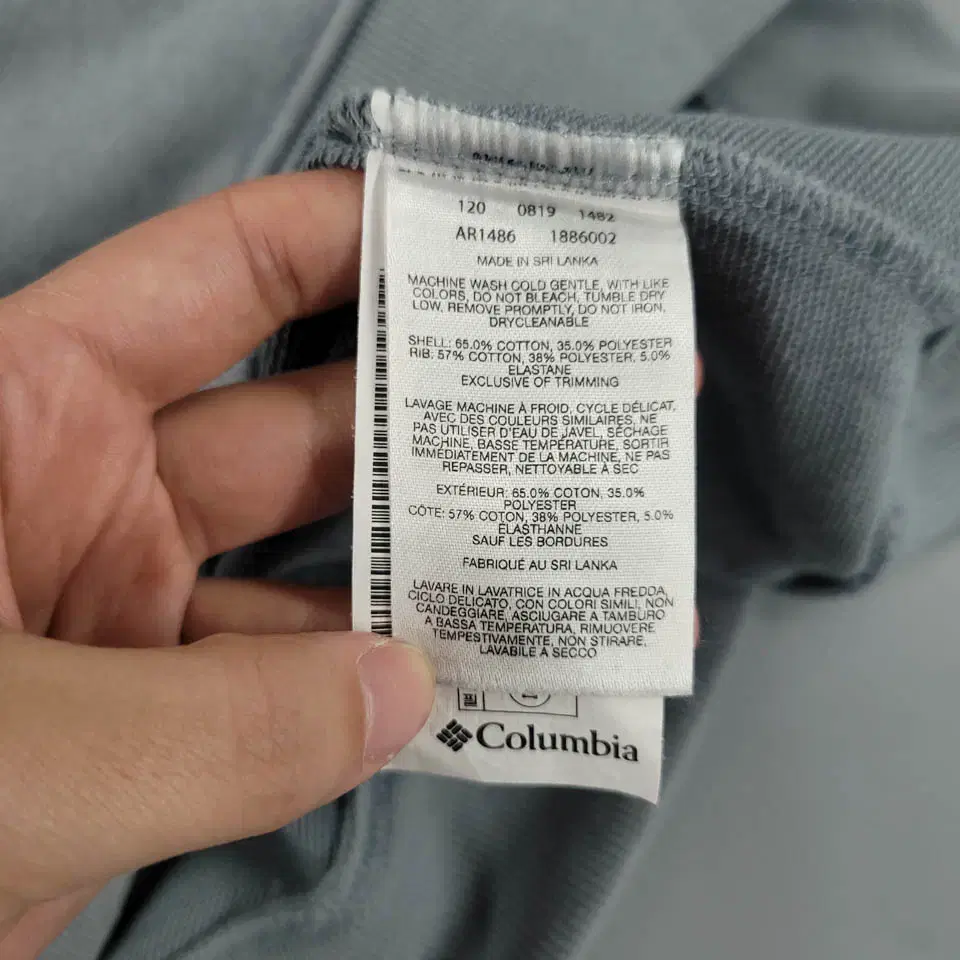 120 0819 1482
AR1486 1886002
MADE IN SRI LANKA
MACHINE WASH COLD GENTLE, WITH LIKE
COLORS, DO NOT BLEACH, TUMBLE DRY
LOW, REMOVE PROMPTLY, DO NOT IRON,
DRYCLEANABLE
SHELL: 65.0% COTTON, 35.0% POLYESTER
RIB: 57% COTTON, 38% POLYESTER, 5.0%
ELASTANE
EXCLUSIVE OF TRIMMING
LAVAGE MACHINE À FROID, CYCLE DÉLICAT,
AVEC DES COULEURS SIMILAIRES, NE
PAS UTILISER D'EAU DE JAVEL, SÉCHAGE
MACHINE, BASSE TEMPÉRATURE, SORTIR
IMMÉDIATEMENT DE LA MACHINE, NE PAS
REPASSER, NETTOYABLE À SEC
EXTÉRIEUR: 65.0% COTON, 35.0%
POLYESTER
CÔTE: 57% COTON, 38% POLYESTER, 5.0%
ÉLASTHANNE
SAUF LES BORDURES
FABRIQUÉ AU SRI LANKA
LAVARE IN LAVATRICE IN ACQUA FREDDA,
CICLO DELICATO, CON COLORI SIMILI, NON
CANDEGGIARE, ASCIUGARE A TAMBURO
A BASSA TEMPERATURA, RIMUOVERE
TEMPESTIVAMENTE, NON STIRARE,
LAVABILE A SECCO
Columbia